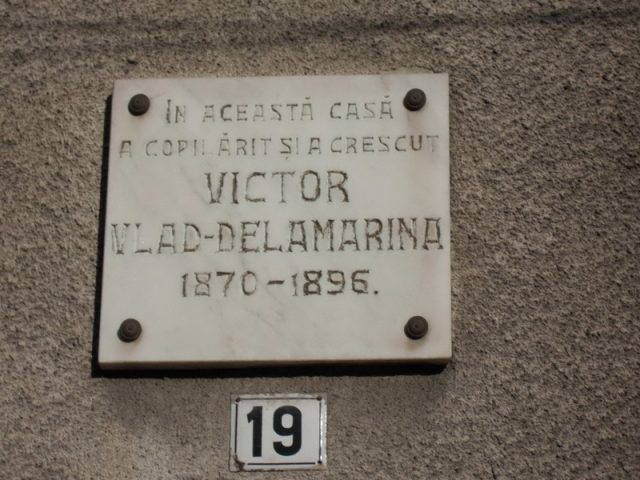 ÎN ACEASTĂ CASĂ
A COPILĂRIT ȘI A CRESCUT
VICTOR
VLAD-DELAMARINA
1870-1896.
19